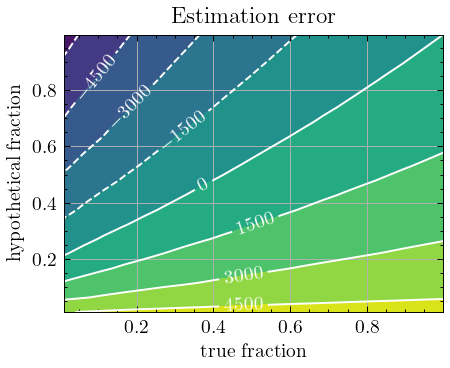 Estimation error
hypothetical fraction
0.8
0.6
0.4
0.2
-4500
-3000
-1500
0
1500
3000
4500
0.2 0.4 0.6 0.8
true fraction